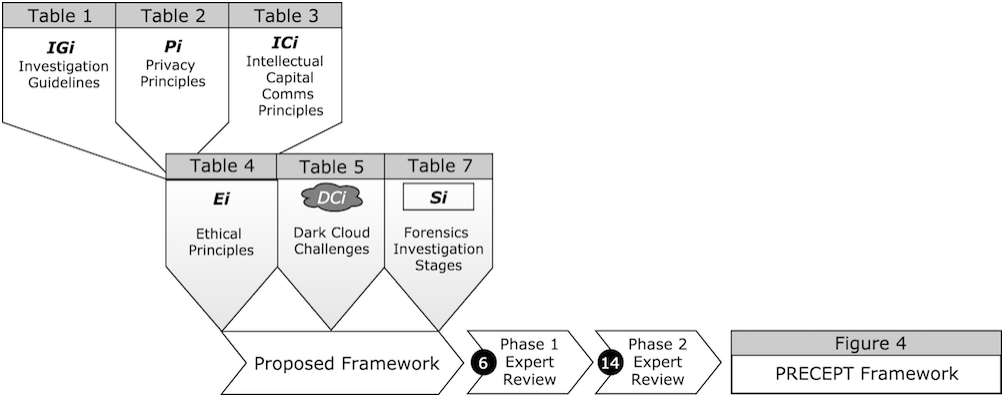 Table 1
Table 2
Table 3
IGi
Investigation
Guidelines
Pi
Privacy
Principles
ICi
Intellectual
Capital
Comms
Principles
Table 4
Table 5
Table 7
Ei
Ethical
Principles
DCi
Dark Cloud
Challenges
Si
Forensics
Investigation
Stages
Proposed Framework
6
Phase 1
Expert
Review
14
Phase 2
Expert
Review
Figure 4
PRECEPT Framework